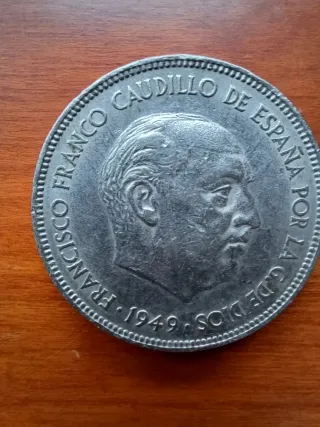 · FRANCISCO FRANCO CAUDILLO DE ESPAÑA POR LA G. DE DIOS
· 1949 ·